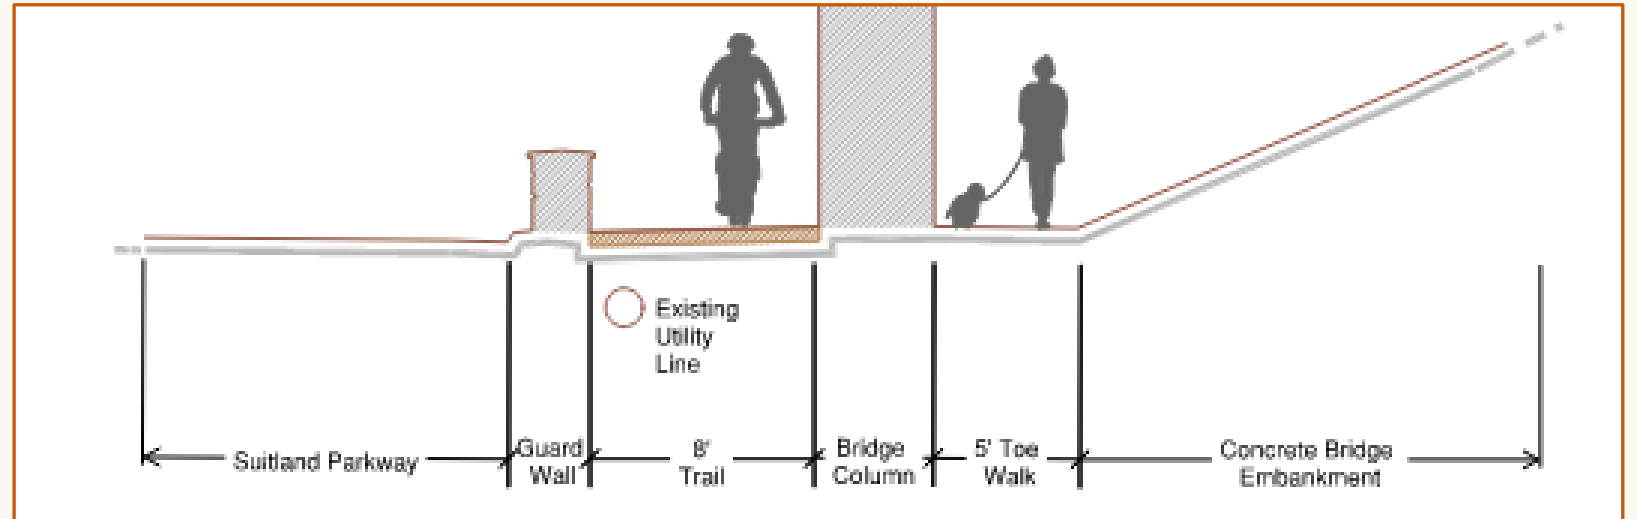 Existing
Utility
Line
Suitland Parkway
Guard
Wall
8'
Trail
Bridge
Column
5' Toe
Walk
Concrete Bridge
Embankment